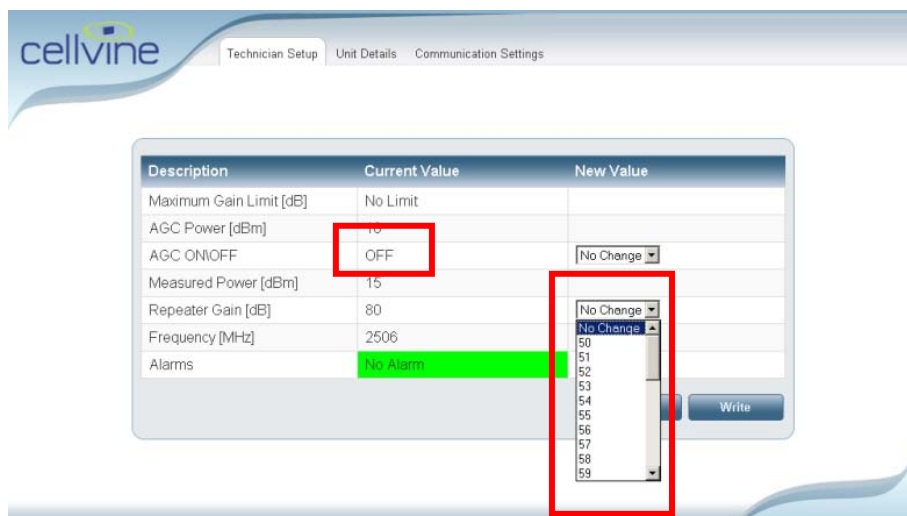 cellvine
Technician Setup Unit Details Communication Settings
Description Current Value New Value
Maximum Gain Limit [dB] No Limit
AGC Power [dBm]
AGC ON\OFF OFF No Change
Measured Power [dBm] 15
Repeater Gain [dB] 80 No Change
No Change
Frequency [MHz] 2506
50
51
Alarms No Alarm
52
53
54
55
Write
56
57
58
59